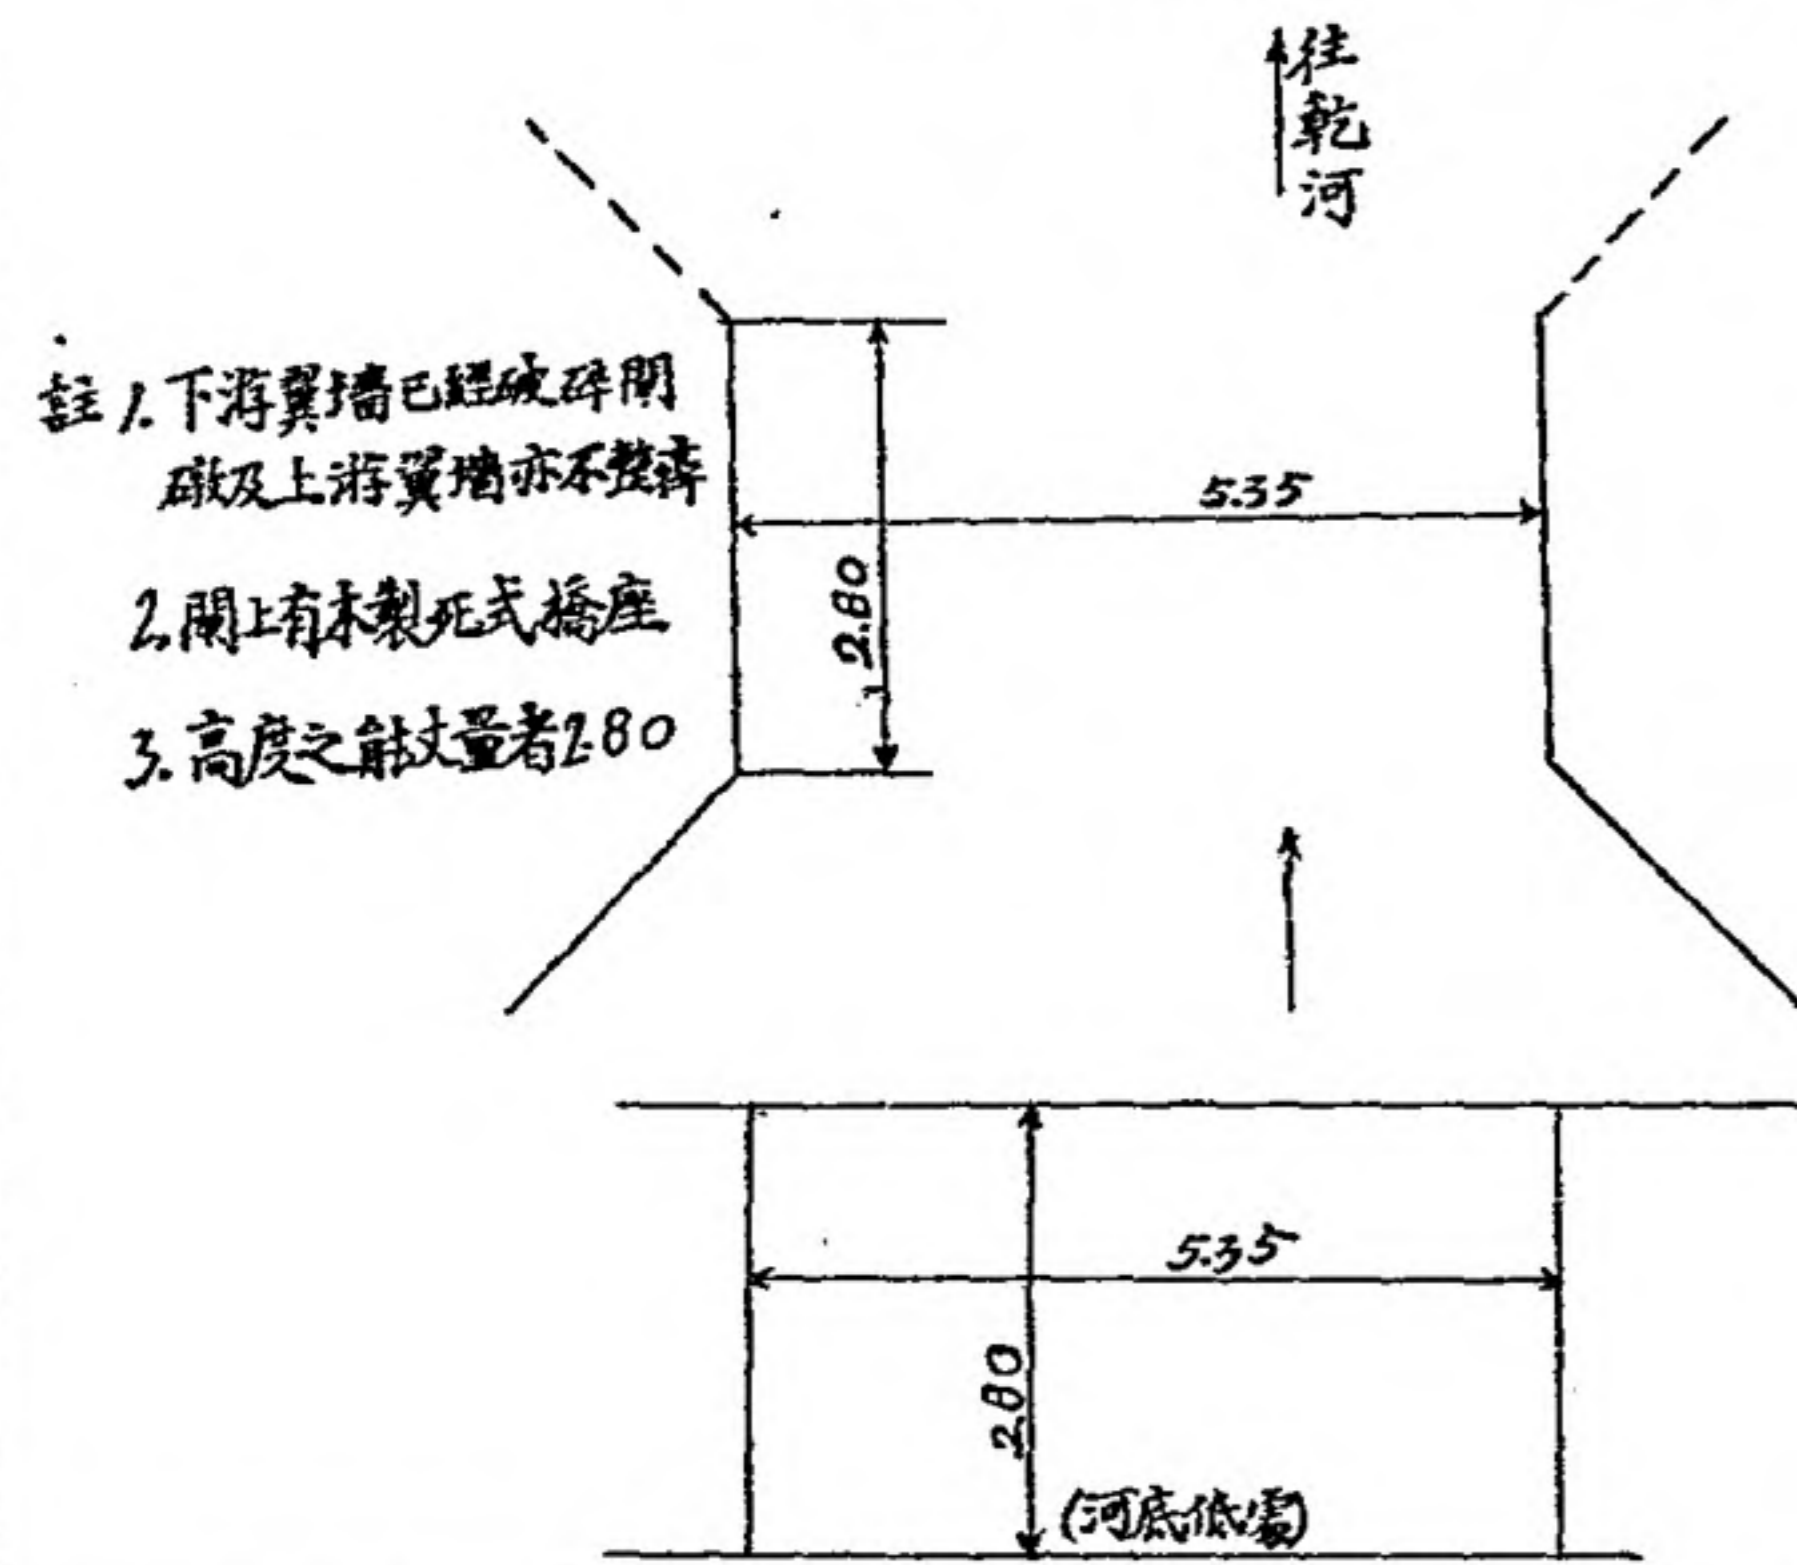 往乾河
註 1. 下游翼墻已經破碎閘
礅及上游翼墻亦不整齊
2. 閘上有木製死式橋座
3. 高度之能丈量者2.80
5.35
2.80
5.35
2.80
(河底低處)